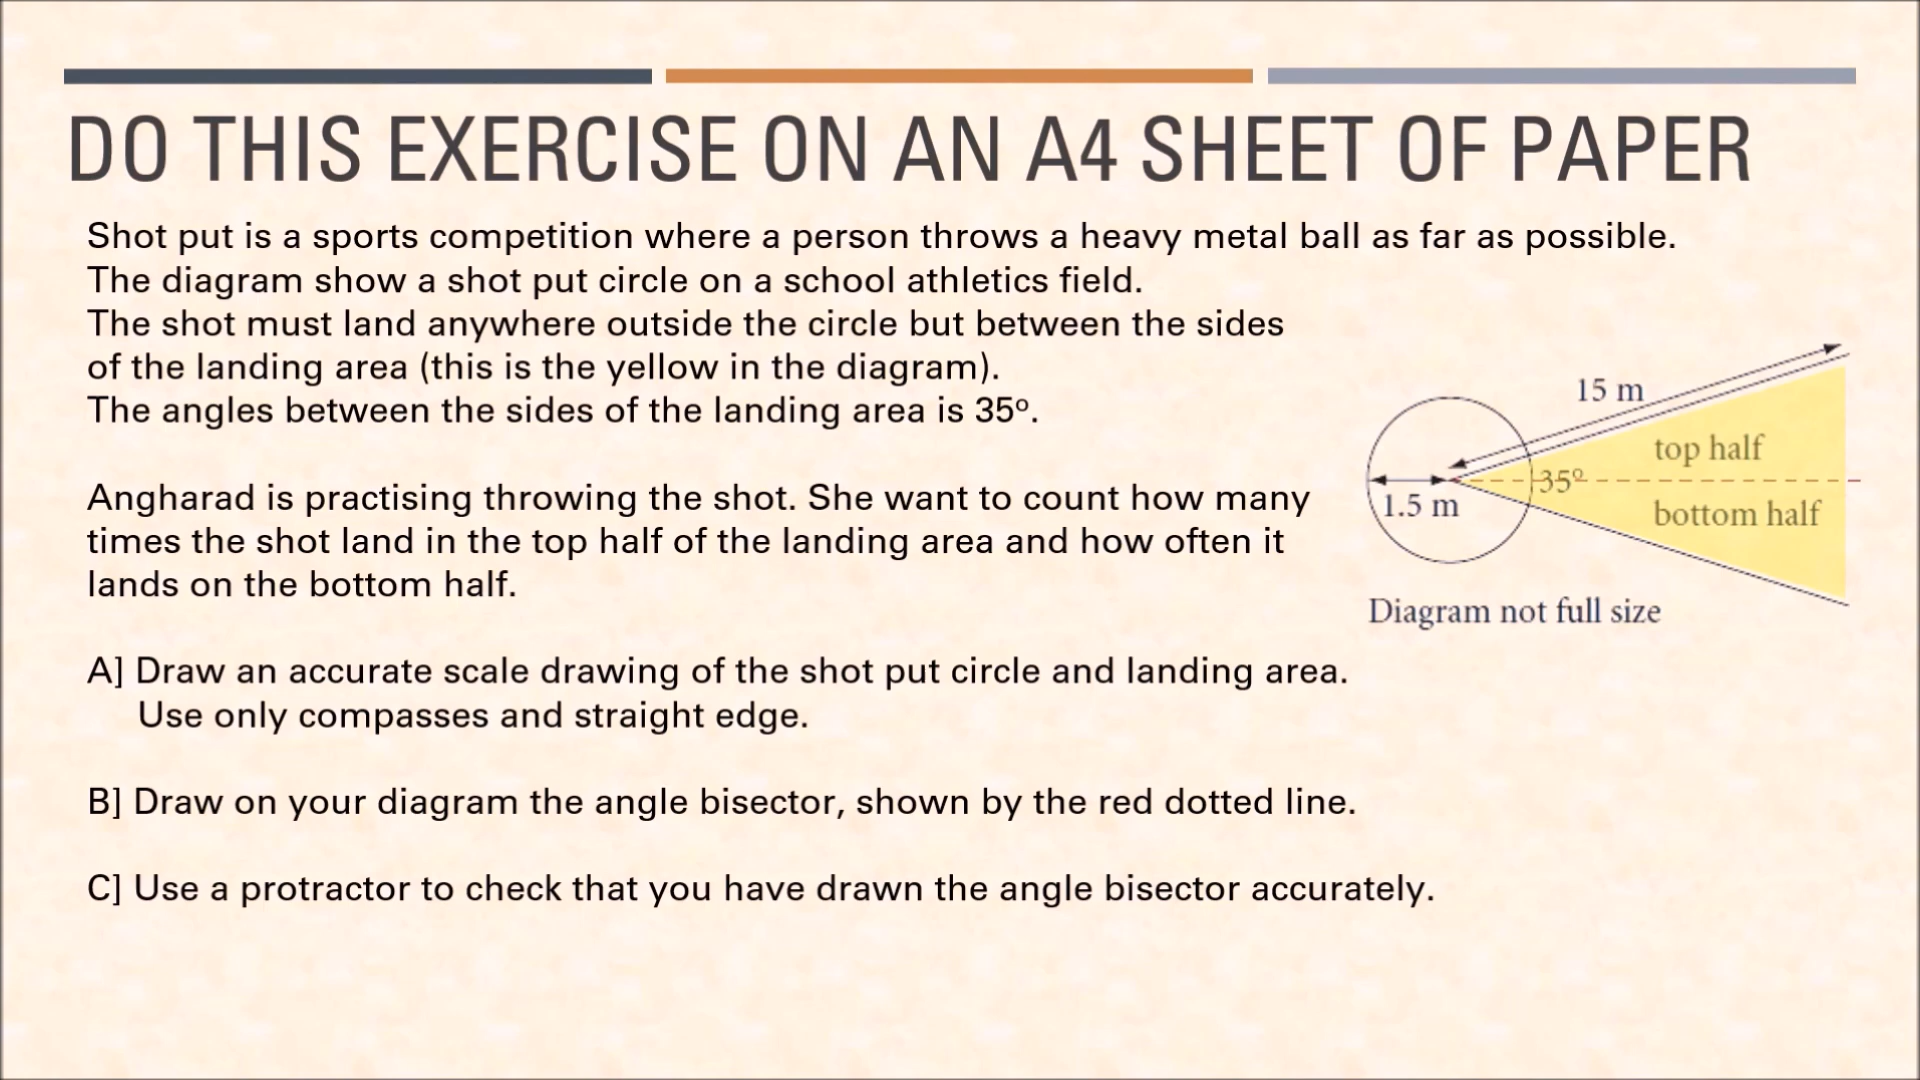 DO THIS EXERCISE ON AN A4 SHEET OF PAPER
Shot put is a sports competition where a person throws a heavy metal ball as far as possible.
The diagram show a shot put circle on a school athletics field.
The shot must land anywhere outside the circle but between the sides
of the landing area (this is the yellow in the diagram).
The angles between the sides of the landing area is 35º.
Angharad is practising throwing the shot. She want to count how many
times the shot land in the top half of the landing area and how often it
lands on the bottom half.
A] Draw an accurate scale drawing of the shot put circle and landing area.
Use only compasses and straight edge.
B] Draw on your diagram the angle bisector, shown by the red dotted line.
C] Use a protractor to check that you have drawn the angle bisector accurately.
15 m
top half
35º
1.5 m
bottom half
Diagram not full size